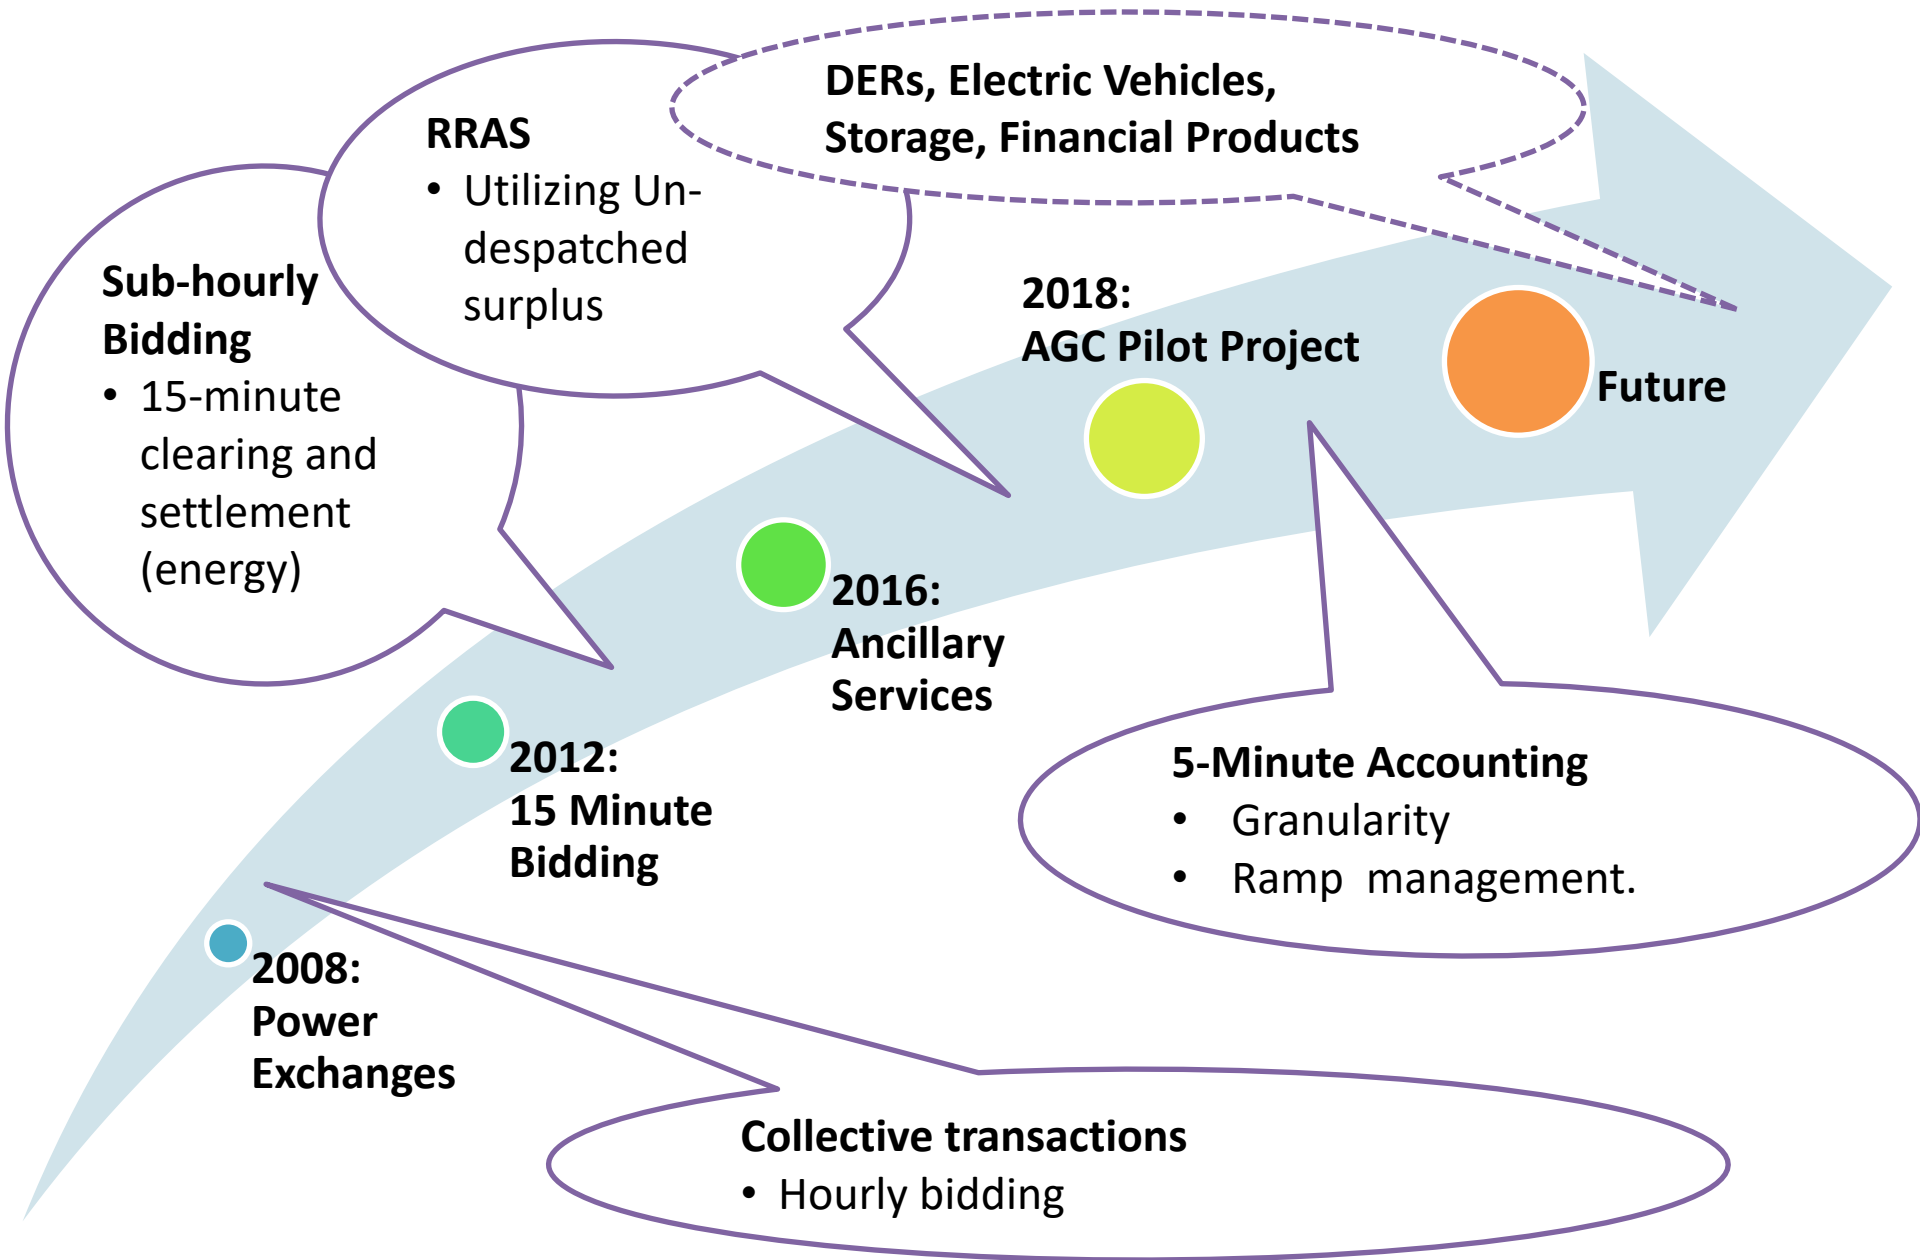 DERs, Electric Vehicles,
Storage, Financial Products
RRAS
• Utilizing Un-
despatched
surplus
Sub-hourly
Bidding
• 15-minute
clearing and
settlement
(energy)
2018:
AGC Pilot Project
Future
2016:
Ancillary
Services
2012:
15 Minute
Bidding
5-Minute Accounting
• Granularity
• Ramp management.
2008:
Power
Exchanges
Collective transactions
• Hourly bidding